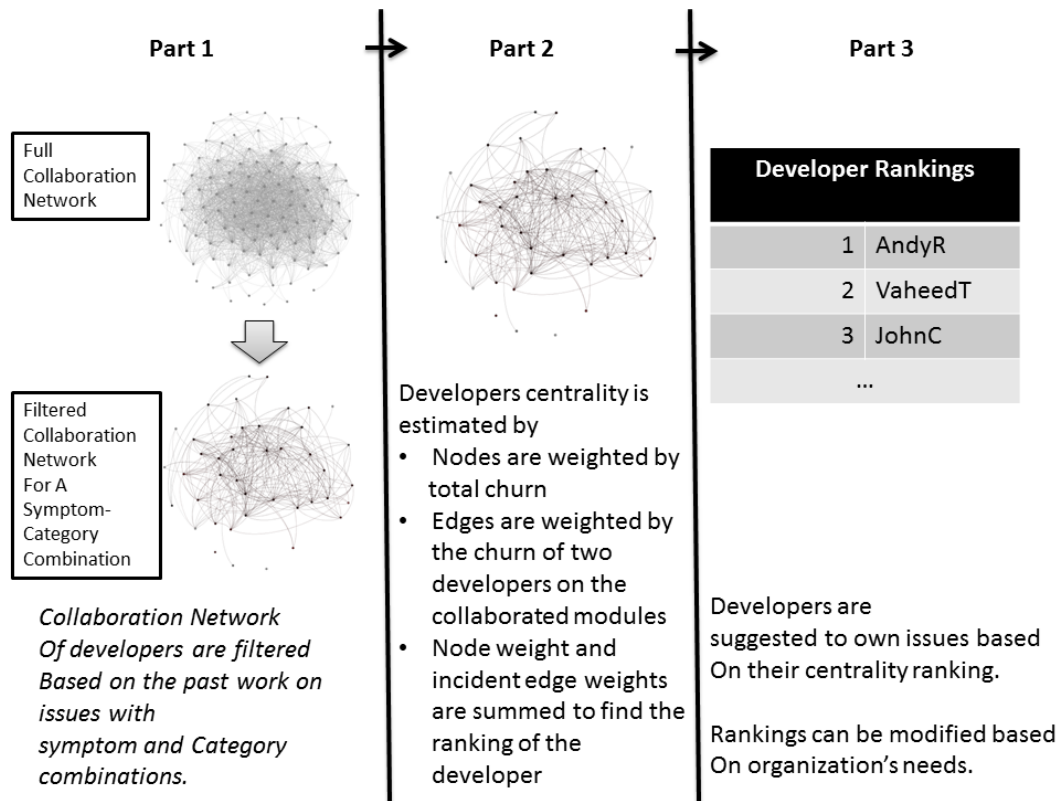 Part 1
Full
Collaboration
Network
Filtered
Collaboration
Network
For A
Symptom-
Category
Combination
Collaboration Network
Of developers are filtered
Based on the past work on
issues with
symptom and Category
combinations.
Part 2
Developers centrality is
estimated by
• Nodes are weighted by
total churn
• Edges are weighted by
the churn of two
developers on the
collaborated modules
• Node weight and
incident edge weights
are summed to find the
ranking of the
developer
Part 3
Developer Rankings
1 AndyR
2 VaheedT
3 JohnC
...
Developers are
suggested to own issues based
On their centrality ranking.
Rankings can be modified based
On organization's needs.